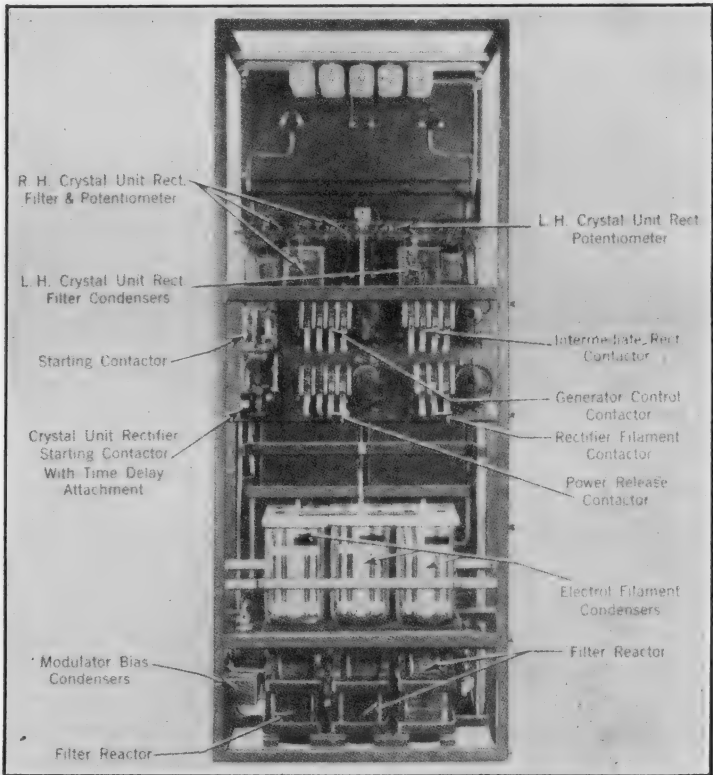 R. H. Crystal Unit Rect.
Filter & Potentiometer
L. H. Crystal Unit Rect.
Potentiometer
L. H. Crystal Unit Rect.
Filter Condensers
Starting Contactor
Intermediate Rect.
Contactor
Generator Control
Contactor
Crystal Unit Rectifier
Starting Contactor
With Time Delay
Attachment
Rectifier Filament
Contactor
Power Release
Contactor
Electrol Filament
Condensers
Modulator Bias
Condensers
Filter Reactor
Filter Reactor